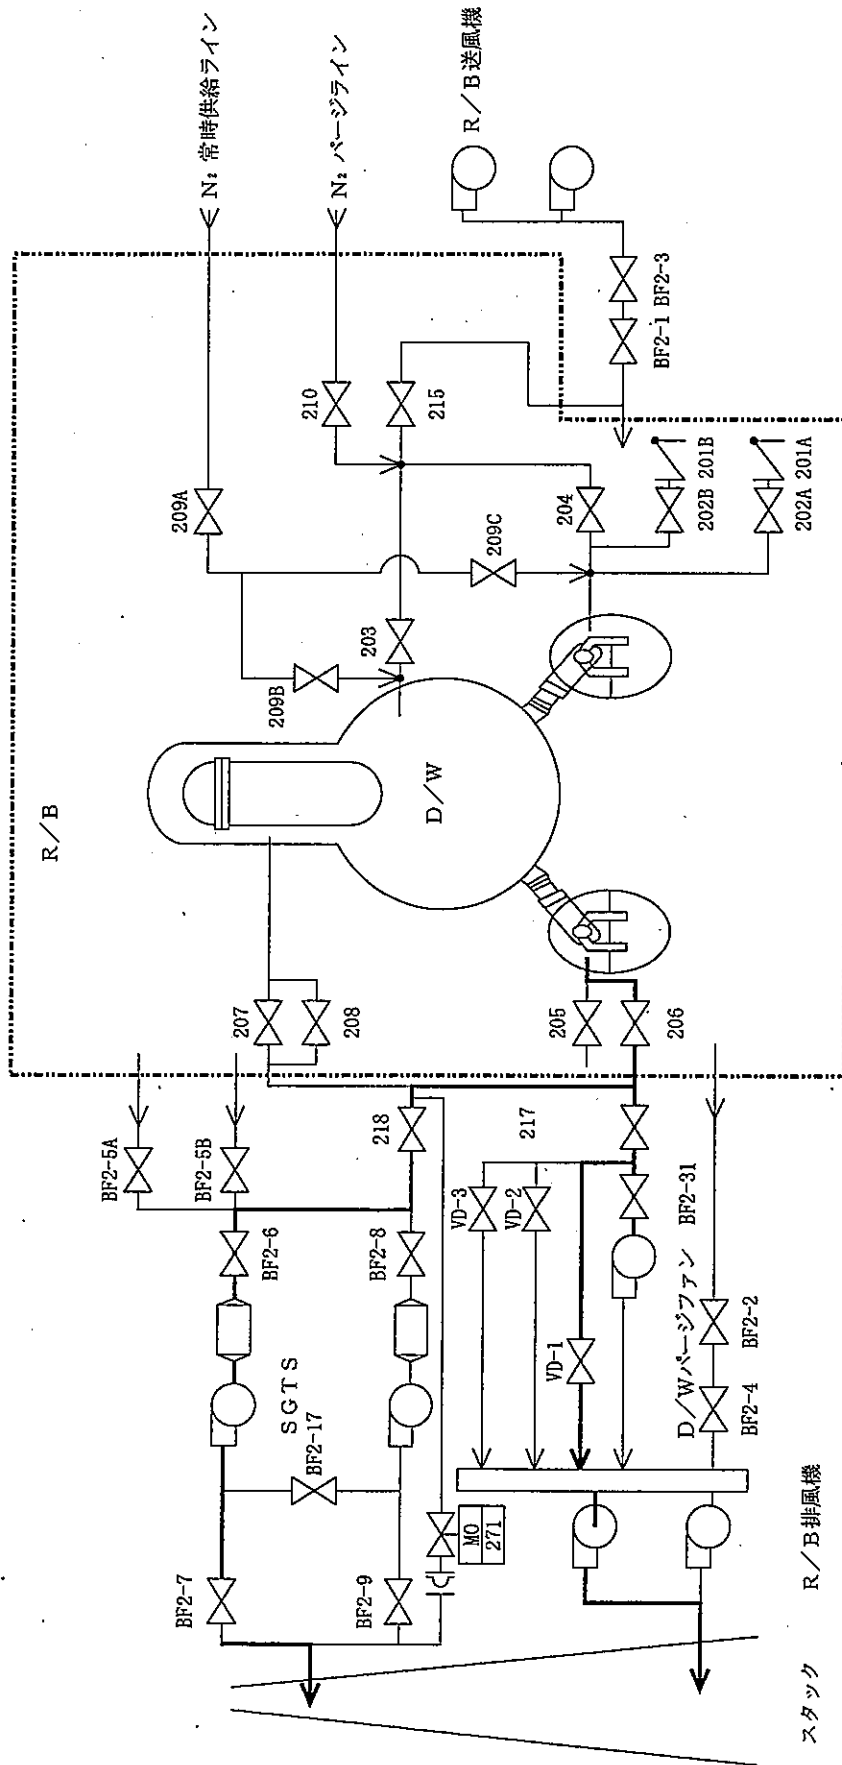 N₂ 常時供給ライン
N₂ パージライン
R/B送風機
R/B
209A
210
215
BF2-1 BF2-3
209B
203
209C
204
202B 201B
202A 201A
D/W
207
208
205
206
BF2-5A
BF2-5B
218
217
BF2-6
BF2-8
VD-3
VD-2
BF2-31
SGTS
BF2-17
VD-1
D/Wパージファン
BF2-4
BF2-2
BF2-7
BF2-9
MO
271
スタック
R/B排風機